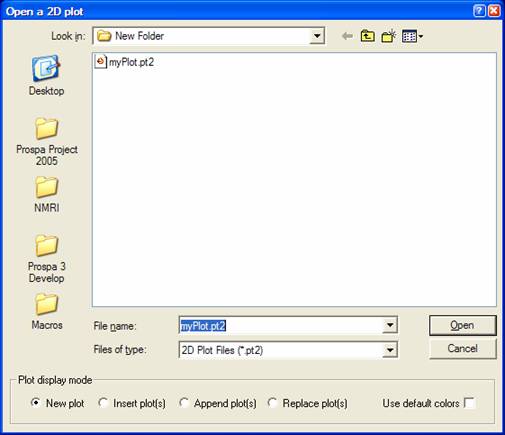 Open a 2D plot
Look in: New Folder
myPlot.pt2
Desktop
Prospa Project
2005
NMRI
Prospa 3
Develop
Macros
File name: myPlot.pt2 Open
Files of type: 2D Plot Files (*.pt2) Cancel
Plot display mode
New plot Insert plot(s) Append plot(s) Replace plot(s) Use default colors